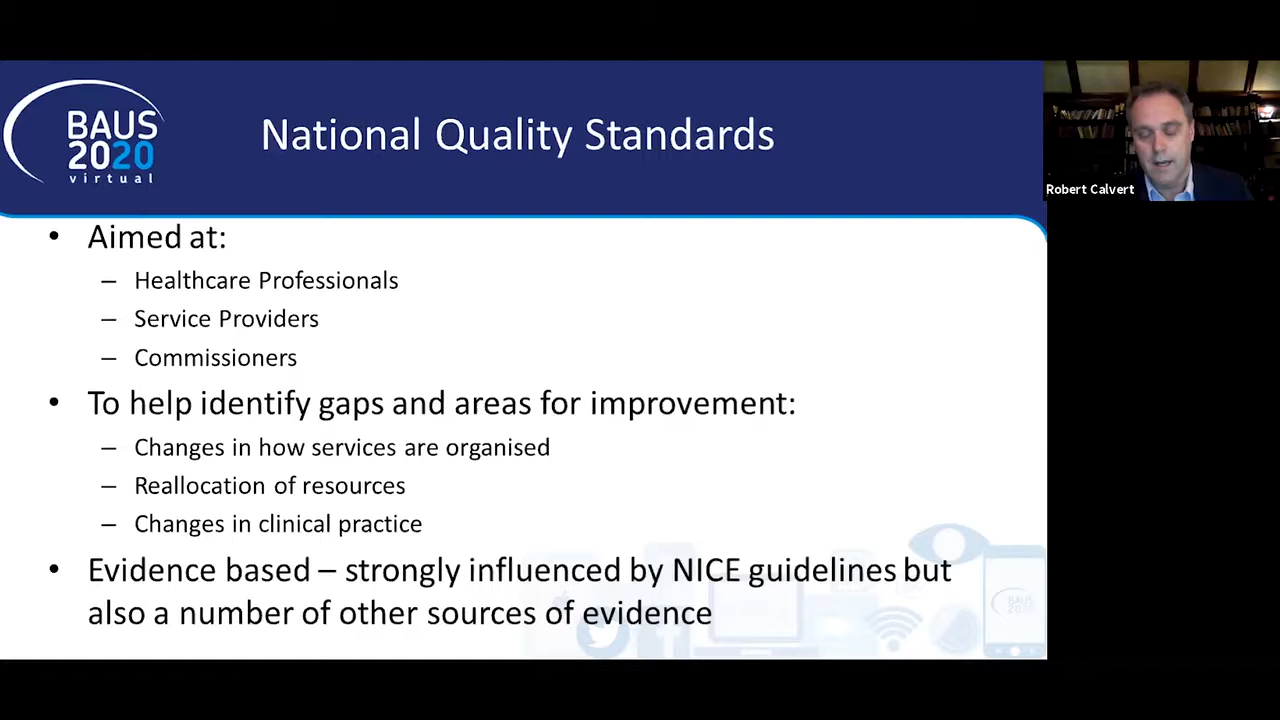 BAUS
2020
virtual
National Quality Standards
Robert Calvert
• Aimed at:
– Healthcare Professionals
– Service Providers
– Commissioners
• To help identify gaps and areas for improvement:
– Changes in how services are organised
– Reallocation of resources
– Changes in clinical practice
• Evidence based – strongly influenced by NICE guidelines but
also a number of other sources of evidence
BAUS
2020